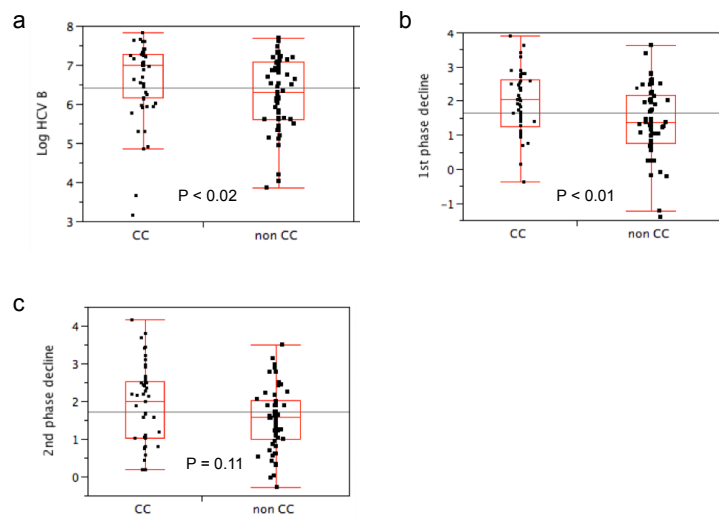 a
Log HCV B
8
7
6
5
4
3
P < 0.02
CC
non CC
b
1st phase decline
4
3
2
1
0
−1
P < 0.01
CC
non CC
c
2nd phase decline
4
3
2
1
0
P = 0.11
CC
non CC